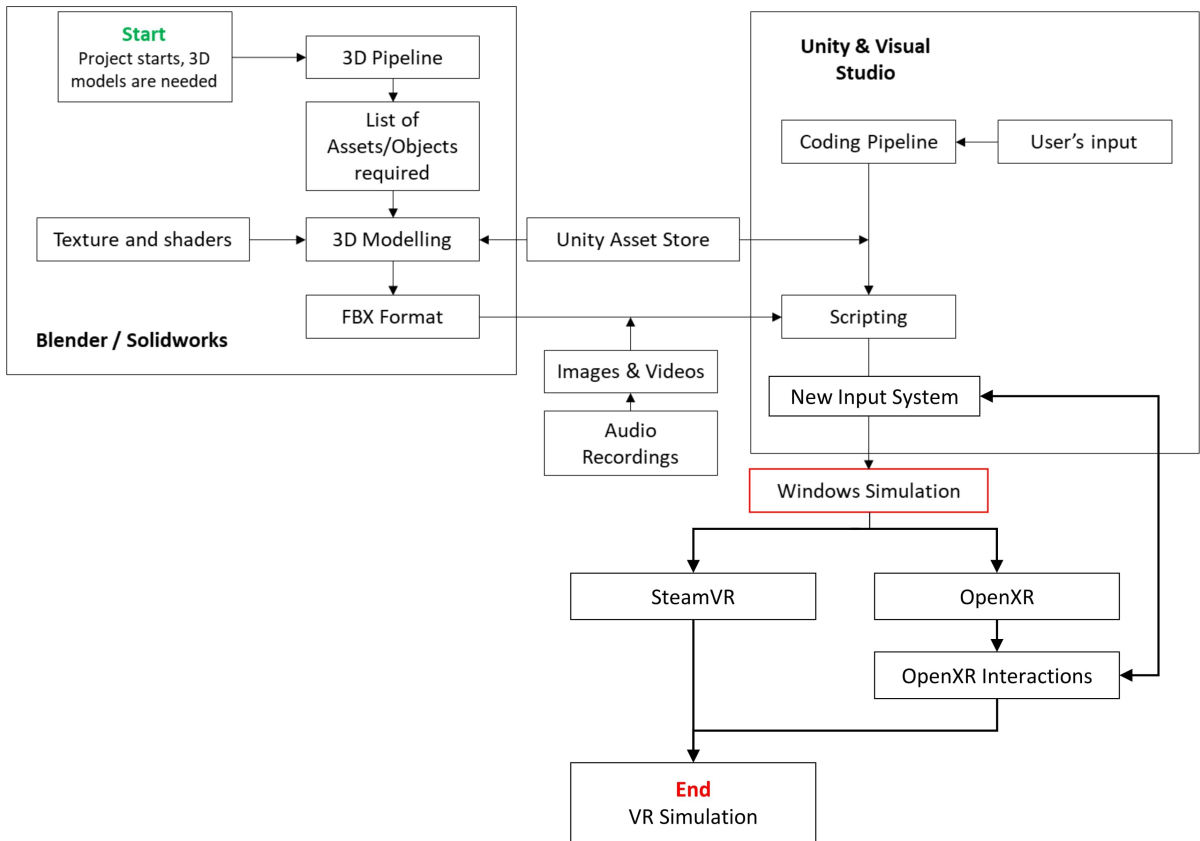 Start
Project starts, 3D
models are needed
3D Pipeline
List of
Assets/Objects
required
Texture and shaders
3D Modelling
FBX Format
Blender / Solidworks
Unity Asset Store
Images & Videos
Audio
Recordings
Unity & Visual
Studio
Coding Pipeline
User's input
Scripting
New Input System
Windows Simulation
SteamVR
OpenXR
OpenXR Interactions
End
VR Simulation